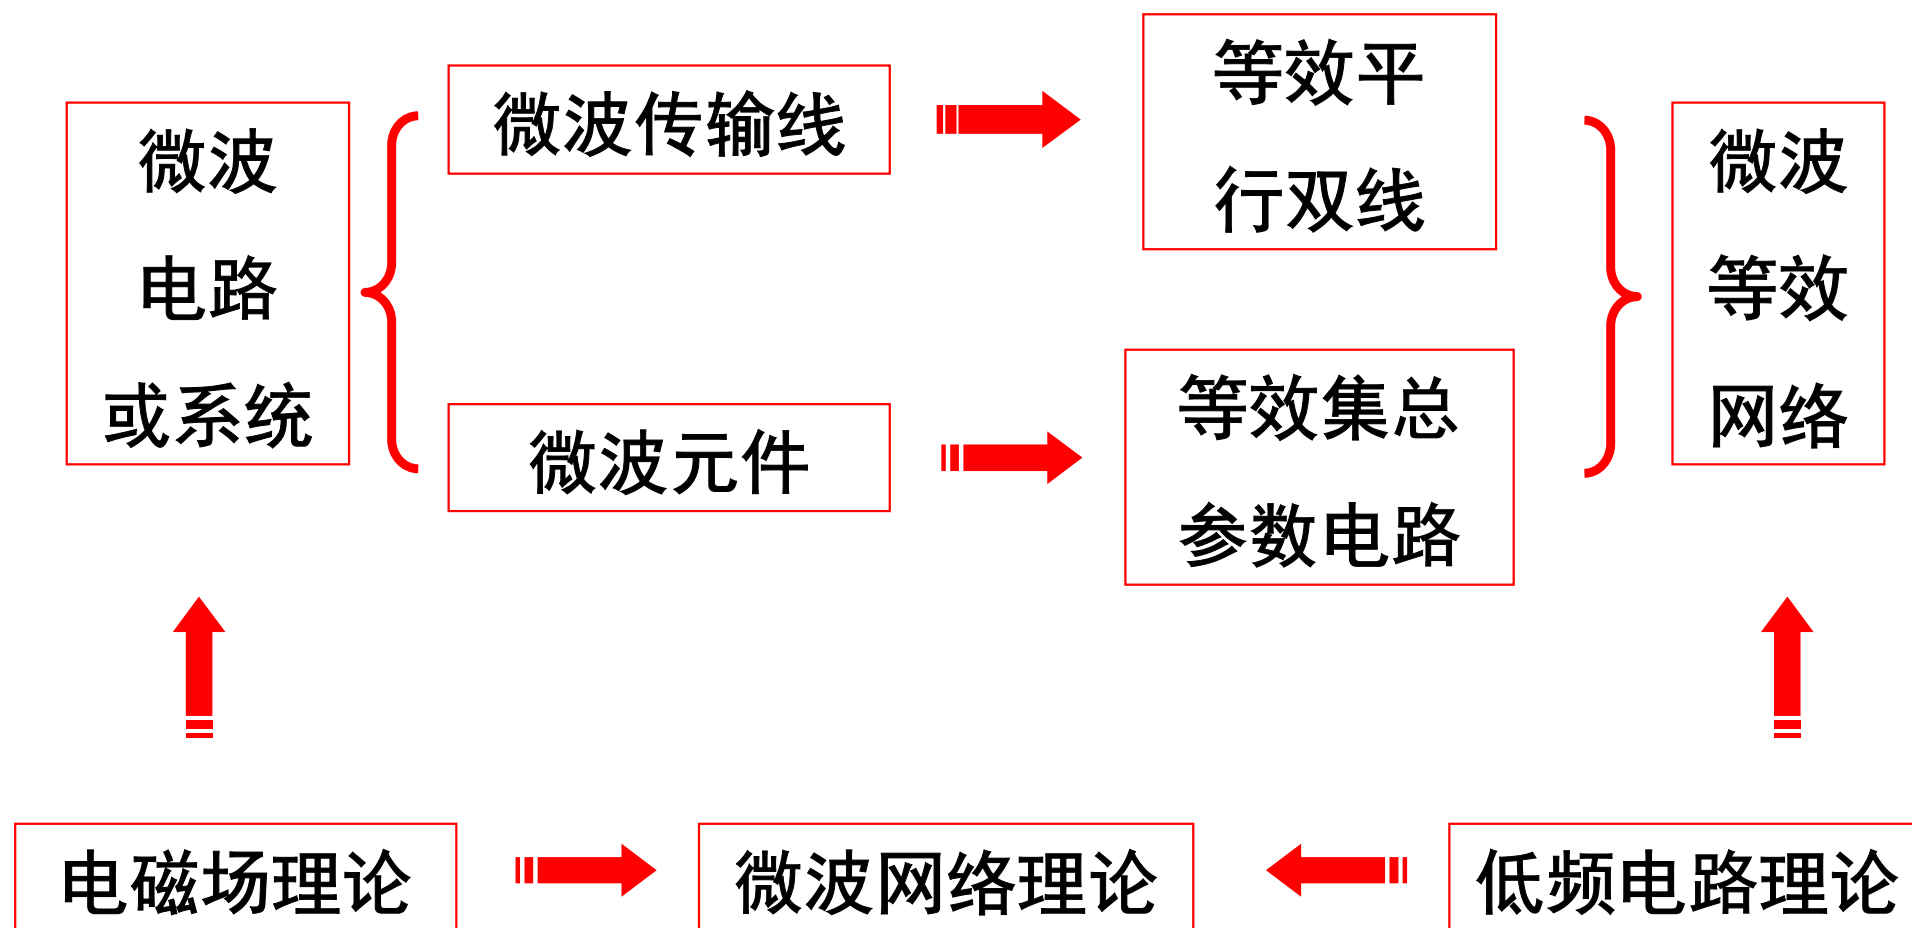 微波
电路
或系统
微波传输线
微波元件
等效平
行双线
等效集总
参数电路
微波
等效
网络
电磁场理论
微波网络理论
低频电路理论